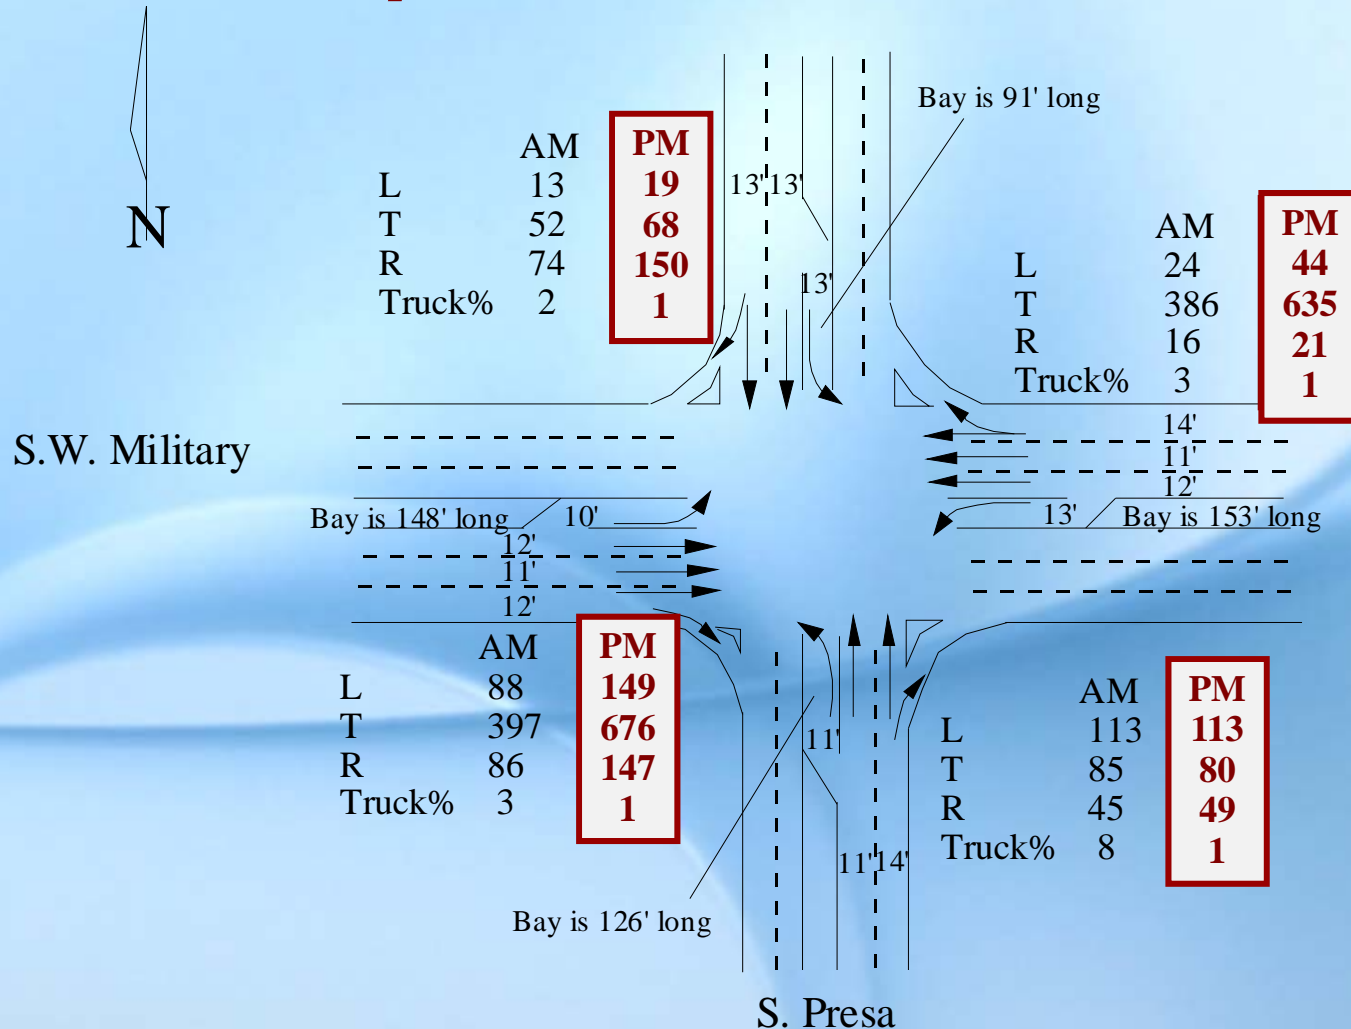 N
Bay is 91' long
AM PM
L 13 19
T 52 68
R 74 150
Truck% 2 1
13' 13'
13'
AM PM
L 24 44
T 386 635
R 16 21
Truck% 3 1
S.W. Military
14'
11'
12'
13' Bay is 153' long
Bay is 148' long 10'
12'
11'
12'
AM PM
L 88 149
T 397 676
R 86 147
Truck% 3 1
11'
11' 14'
AM PM
L 113 113
T 85 80
R 45 49
Truck% 8 1
Bay is 126' long
S. Presa